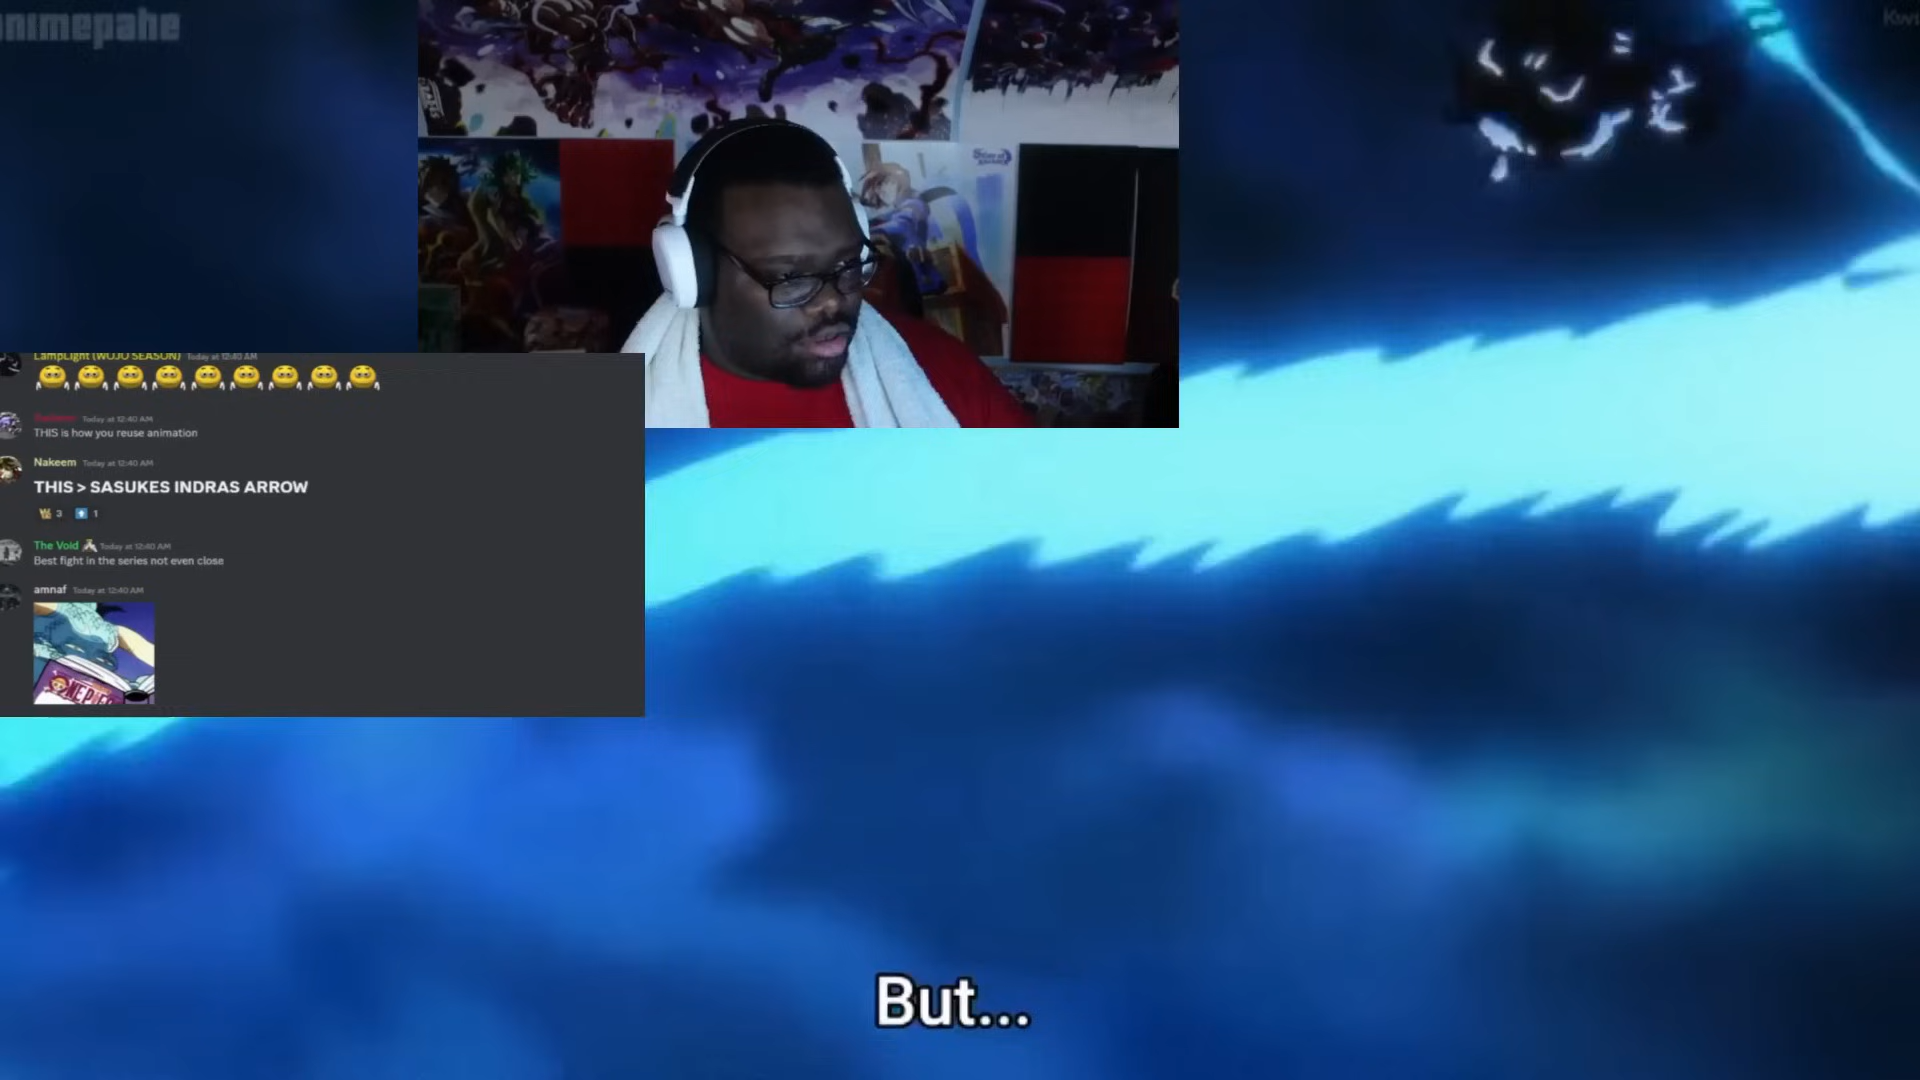 animepahe
LampLight (WOJO SEASON) Today at 12:40 AM
Today at 12:40 AM
THIS is how you reuse animation
Nakeem Today at 12:40 AM
THIS > SASUKES INDRAS ARROW
3 1
The Void Today at 12:40 AM
Best fight in the series not even close
amnaf Today at 12:40 AM
But...